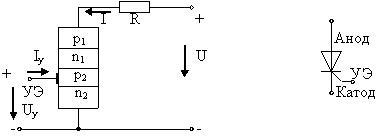 I R +
p1
Iу n1 U
+ p2
УЭ n2
Uу
- -
Анод
УЭ
Катод